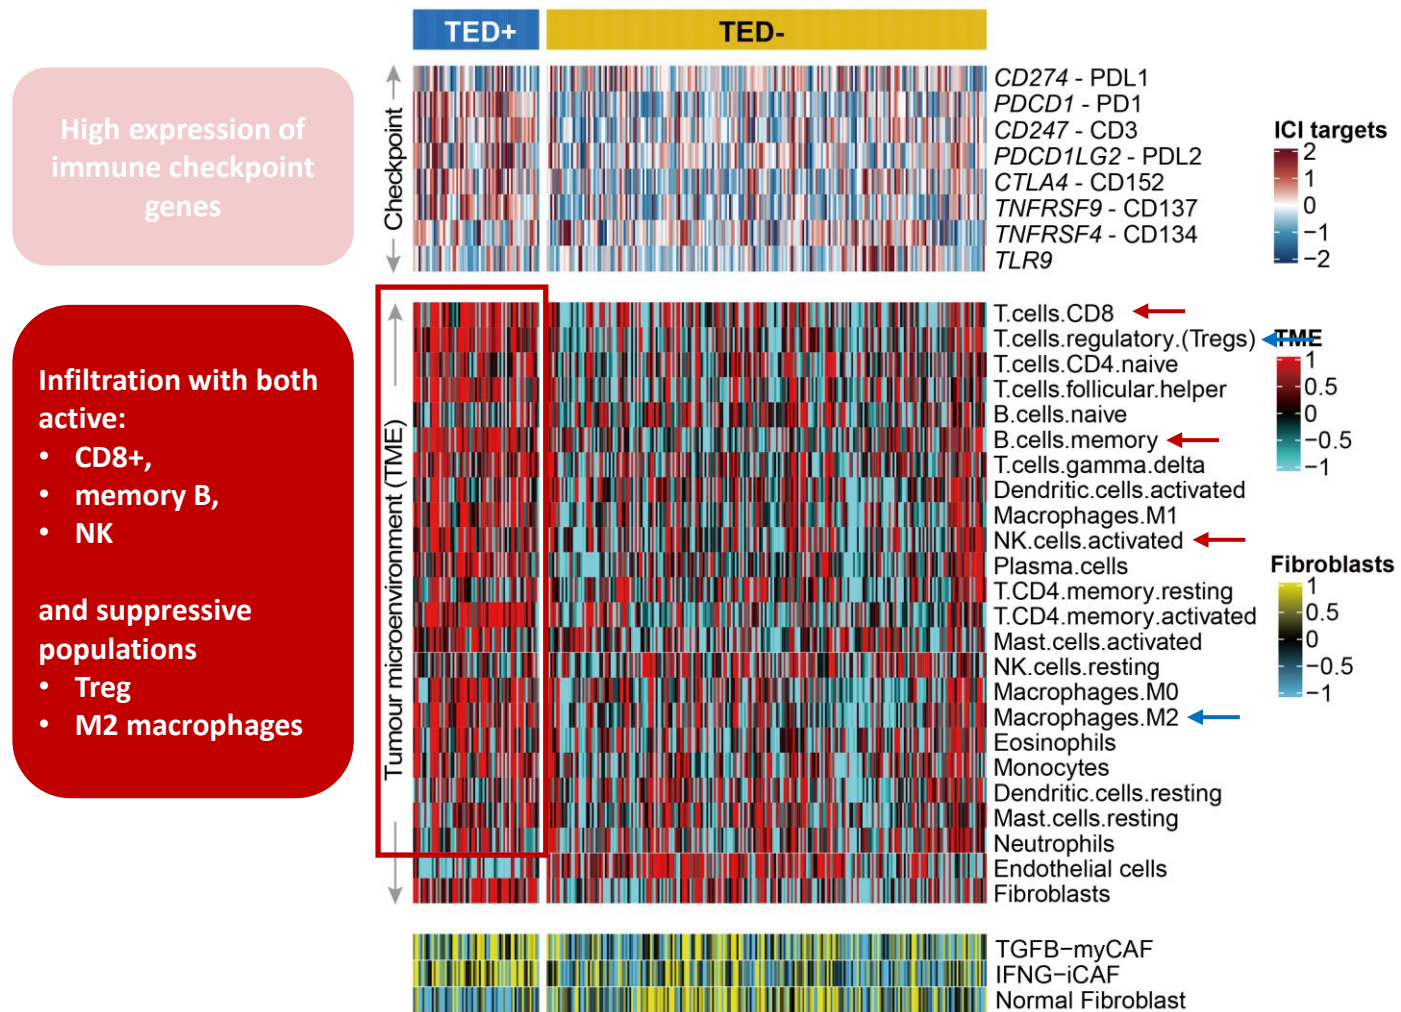 TED+
TED-
High expression of
immune checkpoint
genes
Checkpoint
CD274 - PDL1
PDCD1 - PD1
CD247 - CD3
PDCD1LG2 - PDL2
CTLA4 - CD152
TNFRSF9 - CD137
TNFRSF4 - CD134
TLR9
ICI targets
2
1
0
−1
−2
Infiltration with both
active:
• CD8+,
• memory B,
• NK
and suppressive
populations
• Treg
• M2 macrophages
Tumour microenvironment (TME)
T.cells.CD8
T.cells.regulatory.(Tregs)
T.cells.CD4.naive
T.cells.follicular.helper
B.cells.naive
B.cells.memory
T.cells.gamma.delta
Dendritic.cells.activated
Macrophages.M1
NK.cells.activated
Plasma.cells
T.CD4.memory.resting
T.CD4.memory.activated
Mast.cells.activated
NK.cells.resting
Macrophages.M0
Macrophages.M2
Eosinophils
Monocytes
Dendritic.cells.resting
Mast.cells.resting
Neutrophils
Endothelial cells
Fibroblasts
TME
1
0.5
0
−0.5
−1
Fibroblasts
1
0.5
0
−0.5
−1
TGFB−myCAF
IFNG−iCAF
Normal Fibroblast